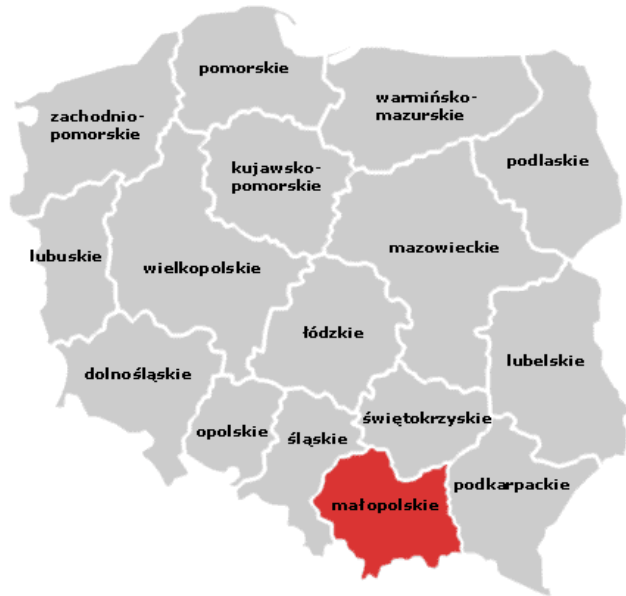 pomorskie
zachodnio-
pomorskie
warmińsko-
mazurskie
kujawsko-
pomorskie
podlaskie
lubuskie
wielkopolskie
mazowieckie
łódzkie
dolnośląskie
lubelskie
opolskie
śląskie
świętokrzyskie
małopolskie
podkarpackie